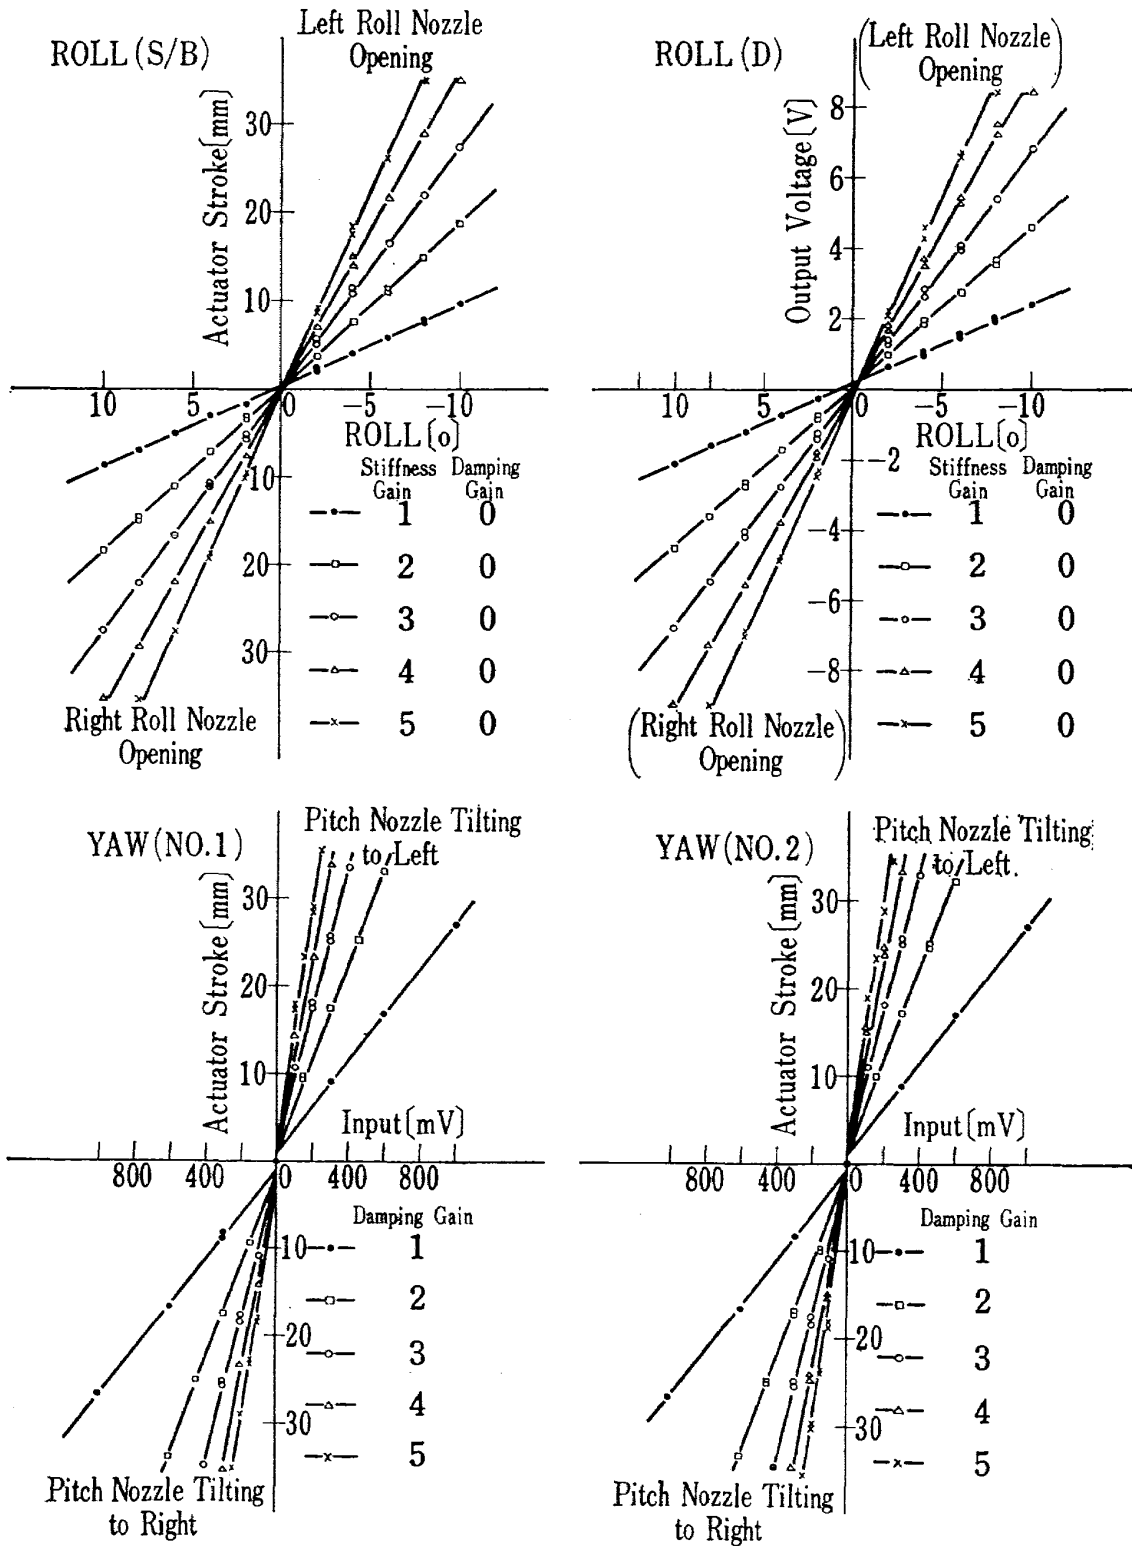 ROLL(S/B)
Left Roll Nozzle
Opening
Actuator Stroke[mm]
30
20
10
10 5 0 -5 -10
ROLL[o]
Stiffness Gain Damping Gain
10
20
30
1 0
2 0
3 0
4 0
5 0
Right Roll Nozzle
Opening
ROLL(D)
(Left Roll Nozzle
Opening)
Output Voltage[V]
8
6
4
2
10 5 0 -5 -10
ROLL[o]
Stiffness Gain Damping Gain
-2
-4
-6
-8
1 0
2 0
3 0
4 0
5 0
(Right Roll Nozzle
Opening)
YAW(NO.1)
Pitch Nozzle Tilting
to Left
Actuator Stroke[mm]
30
20
10
Input[mV]
800 400 0 400 800
Damping Gain
10
20
30
1
2
3
4
5
Pitch Nozzle Tilting
to Right
YAW(NO.2)
Pitch Nozzle Tilting
to Left.
Actuator Stroke[mm]
30
20
10
Input[mV]
800 400 0 400 800
Damping Gain
10
20
30
1
2
3
4
5
Pitch Nozzle Tilting
to Right